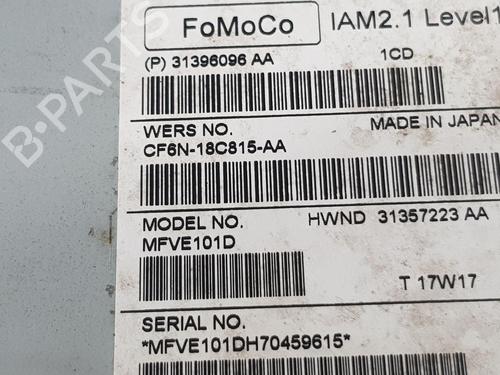 FoMoCo IAM2.1 Level1
(P) 31396096 AA 1CD
WERS NO. MADE IN JAPAN
CF6N-18C815-AA
MODEL NO. HWND 31357223 AA
MFVE101D
T 17W17
SERIAL NO.
*MFVE101DH70459615*
B-PARTS